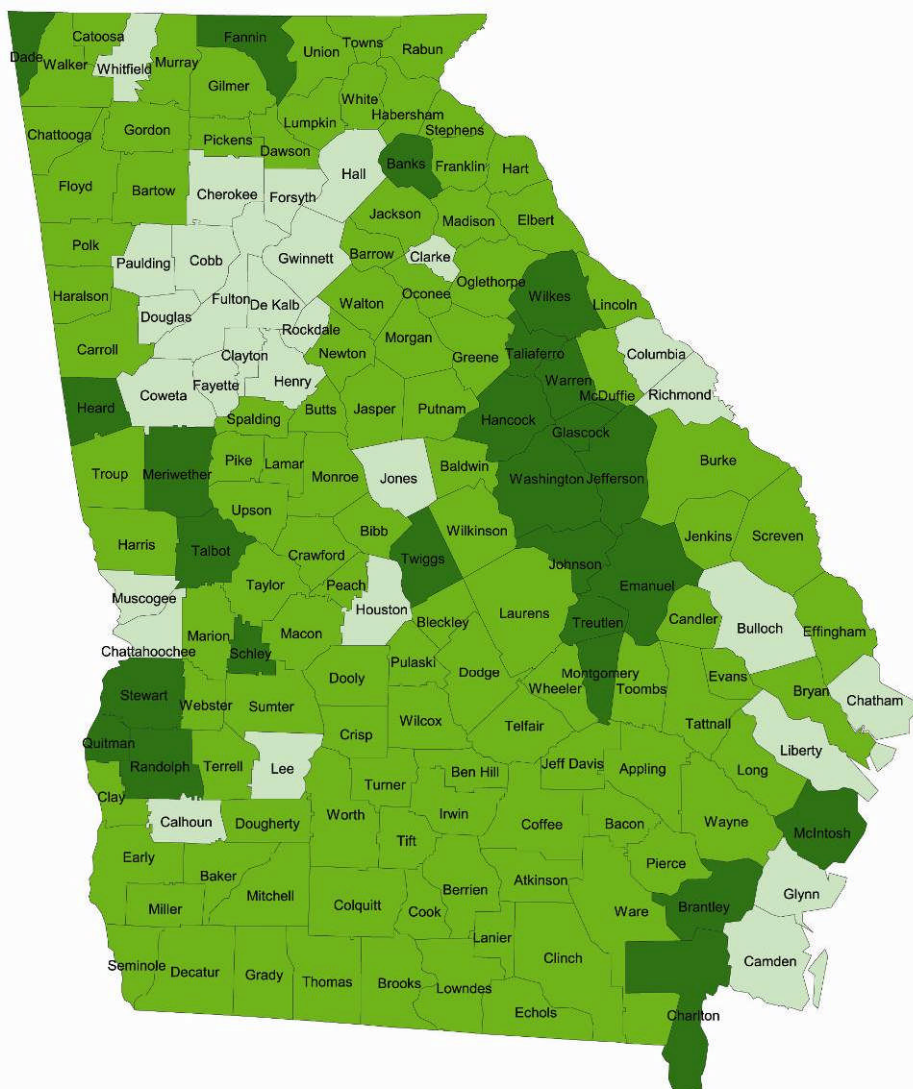 Fannin
Catoosa
Union
Towns
Rabun
Dade
Walker
Whitfield
Murray
Gilmer
White
Habersham
Lumpkin
Stephens
Chattooga
Gordon
Pickens
Dawson
Banks
Franklin
Hart
Hall
Floyd
Bartow
Cherokee
Forsyth
Jackson
Madison
Elbert
Polk
Paulding
Cobb
Gwinnett
Barrow
Clarke
Oglethorpe
Haralson
Fulton
De Kalb
Walton
Oconee
Wilkes
Lincoln
Douglas
Rockdale
Carroll
Clayton
Newton
Morgan
Greene
Taliaferro
Columbia
Heard
Coweta
Fayette
Henry
Warren
McDuffie
Richmond
Spalding
Butts
Jasper
Putnam
Hancock
Glascock
Troup
Meriwether
Pike
Lamar
Monroe
Jones
Baldwin
Washington
Jefferson
Burke
Upson
Harris
Talbot
Crawford
Bibb
Twiggs
Wilkinson
Johnson
Jenkins
Screven
Taylor
Peach
Emanuel
Muscogee
Houston
Laurens
Chattahoochee
Marion
Schley
Macon
Bleckley
Treutlen
Candler
Bulloch
Effingham
Stewart
Webster
Sumter
Dooly
Pulaski
Dodge
Wheeler
Montgomery
Toombs
Evans
Bryan
Chatham
Quitman
Randolph
Terrell
Lee
Crisp
Wilcox
Telfair
Tattnall
Liberty
Clay
Calhoun
Dougherty
Turner
Ben Hill
Jeff Davis
Appling
Long
Worth
Irwin
Coffee
Bacon
Wayne
McIntosh
Early
Baker
Mitchell
Tift
Berrien
Atkinson
Pierce
Miller
Colquitt
Cook
Ware
Brantley
Glynn
Lanier
Clinch
Camden
Seminole
Decatur
Grady
Thomas
Brooks
Lowndes
Echols
Charlton